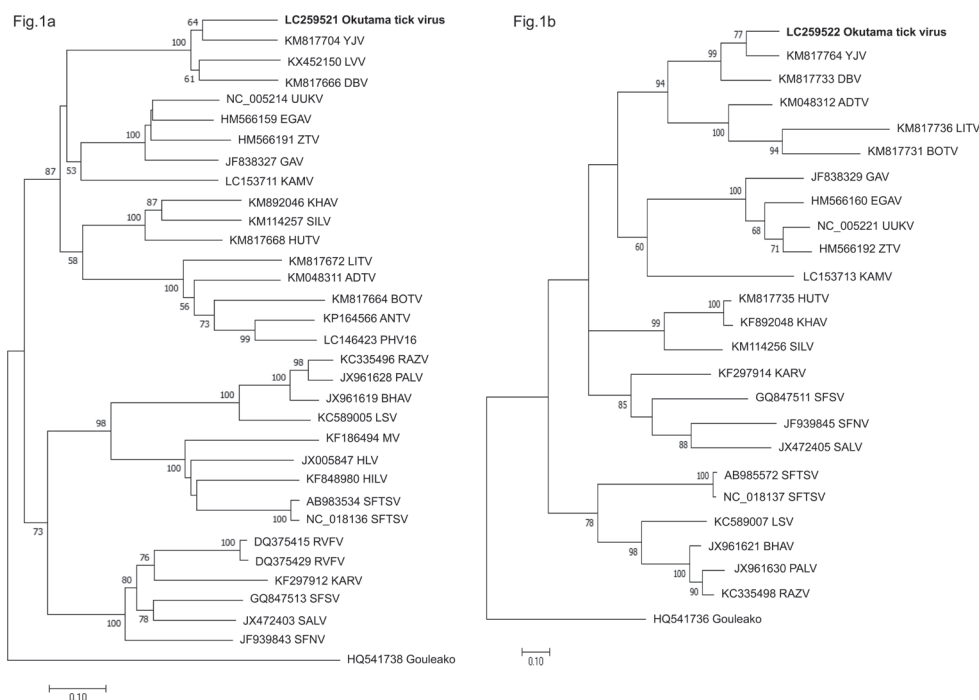 Fig.1a
LC259521 Okutama tick virus
64
100
KM817704 YJV
KX452150 LVV
61
KM817666 DBV
NC_005214 UUKV
HM566159 EGAV
100
HM566191 ZTV
JF838327 GAV
87
53
LC153711 KAMV
87
KM892046 KHAV
100
KM114257 SILV
KM817668 HUTV
58
KM817672 LITV
100
KM048311 ADTV
56
KM817664 BOTV
73
KP164566 ANTV
99
LC146423 PHV16
98
KC335496 RAZV
100
JX961628 PALV
100
JX961619 BHAV
KC589005 LSV
98
KF186494 MV
100
JX005847 HLV
KF848980 HILV
AB983534 SFTSV
100
NC_018136 SFTSV
73
100
DQ375415 RVFV
DQ375429 RVFV
76
KF297912 KARV
80
GQ847513 SFSV
78
100
JX472403 SALV
JF939843 SFNV
HQ541738 Gouleako
0.10
Fig.1b
77
LC259522 Okutama tick virus
99
KM817764 YJV
KM817733 DBV
94
KM048312 ADTV
100
KM817736 LITV
94
KM817731 BOTV
JF838329 GAV
100
HM566160 EGAV
68
NC_005221 UUKV
71
HM566192 ZTV
60
LC153713 KAMV
100
KM817735 HUTV
KF892048 KHAV
99
KM114256 SILV
KF297914 KARV
85
GQ847511 SFSV
JF939845 SFNV
88
JX472405 SALV
100
AB985572 SFTSV
NC_018137 SFTSV
78
KC589007 LSV
98
JX961621 BHAV
100
JX961630 PALV
90
KC335498 RAZV
HQ541736 Gouleako
0.10